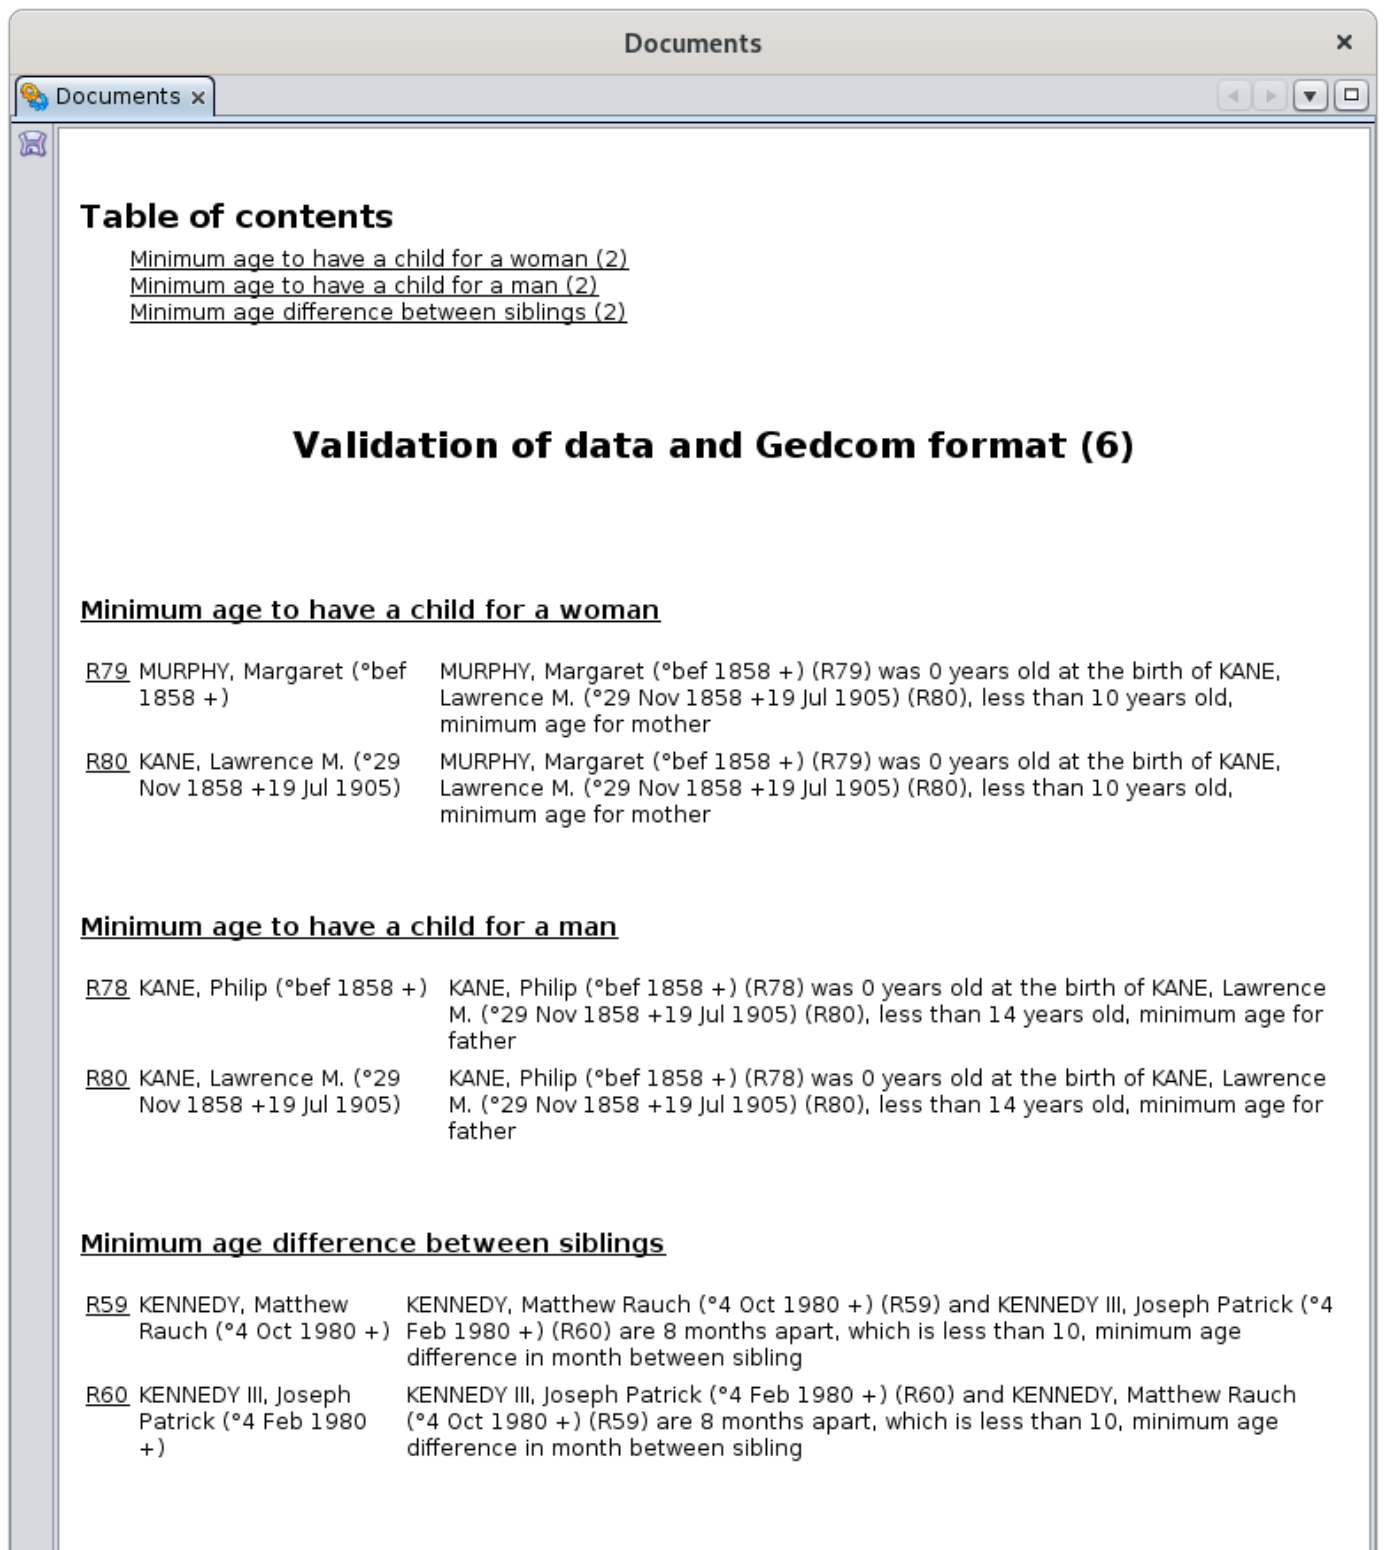 Documents
Documents
Table of contents
Minimum age to have a child for a woman (2)
Minimum age to have a child for a man (2)
Minimum age difference between siblings (2)
Validation of data and Gedcom format (6)
Minimum age to have a child for a woman
R79 MURPHY, Margaret (°bef MURPHY, Margaret (°bef 1858 +) (R79) was 0 years old at the birth of KANE,
1858 +) Lawrence M. (°29 Nov 1858 +19 Jul 1905) (R80), less than 10 years old,
minimum age for mother
R80 KANE, Lawrence M. (°29 MURPHY, Margaret (°bef 1858 +) (R79) was 0 years old at the birth of KANE,
Nov 1858 +19 Jul 1905) Lawrence M. (°29 Nov 1858 +19 Jul 1905) (R80), less than 10 years old,
minimum age for mother
Minimum age to have a child for a man
R78 KANE, Philip (°bef 1858 +) KANE, Philip (°bef 1858 +) (R78) was 0 years old at the birth of KANE, Lawrence
M. (°29 Nov 1858 +19 Jul 1905) (R80), less than 14 years old, minimum age for
father
R80 KANE, Lawrence M. (°29 KANE, Philip (°bef 1858 +) (R78) was 0 years old at the birth of KANE, Lawrence
Nov 1858 +19 Jul 1905) M. (°29 Nov 1858 +19 Jul 1905) (R80), less than 14 years old, minimum age for
father
Minimum age difference between siblings
R59 KENNEDY, Matthew KENNEDY, Matthew Rauch (°4 Oct 1980 +) (R59) and KENNEDY III, Joseph Patrick (°4
Rauch (°4 Oct 1980 +) Feb 1980 +) (R60) are 8 months apart, which is less than 10, minimum age
difference in month between sibling
R60 KENNEDY III, Joseph KENNEDY III, Joseph Patrick (°4 Feb 1980 +) (R60) and KENNEDY, Matthew Rauch
Patrick (°4 Feb 1980 (°4 Oct 1980 +) (R59) are 8 months apart, which is less than 10, minimum age
+) difference in month between sibling